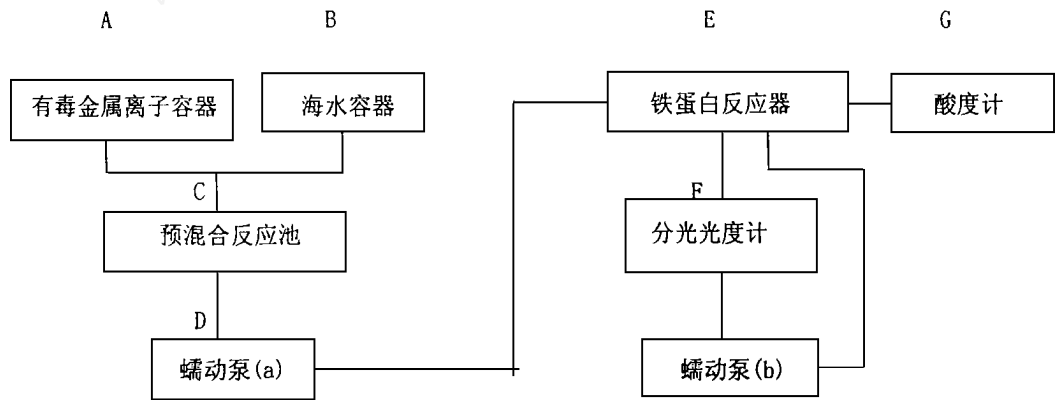 A B E G
有毒金属离子容器 海水容器 铁蛋白反应器 酸度计
C F
预混合反应池 分光光度计
D
蠕动泵(a) 蠕动泵(b)